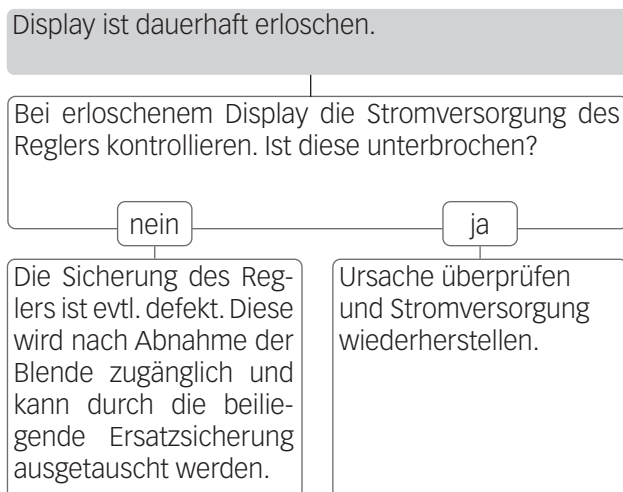 Display ist dauerhaft erloschen.
Bei erloschenem Display die Stromversorgung des
Reglers kontrollieren. Ist diese unterbrochen?
nein
ja
Die Sicherung des Reg-
lers ist evtl. defekt. Diese
wird nach Abnahme der
Blende zugänglich und
kann durch die beilie-
gende Ersatzsicherung
ausgetauscht werden.
Ursache überprüfen
und Stromversorgung
wiederherstellen.